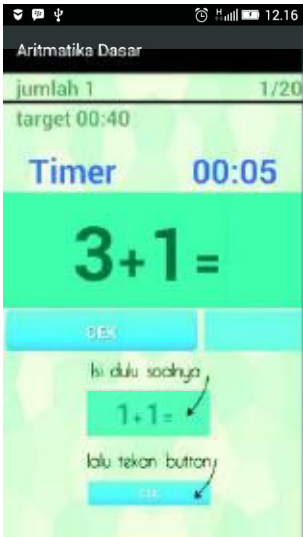 H 12.16
Aritmatika Dasar
jumlah 1 1/20
target 00:40
Timer 00:05
3+1=
CEK
Isi dulu soalnya
1+1=
lalu tekan button
CEK